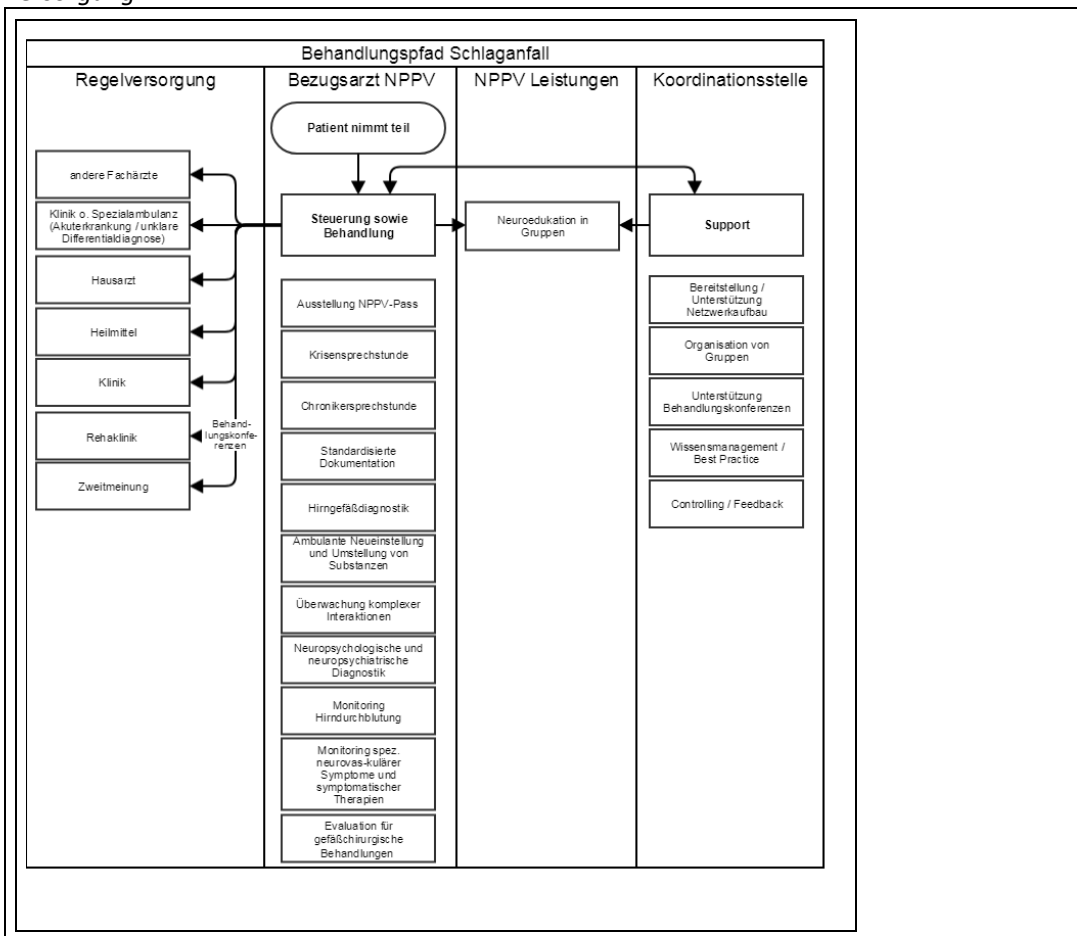 Behandlungspfad Schlaganfall
Regelversorgung
andere Fachärzte
Klinik o. Spezialambulanz
(Akuterkrankung / unklare
Differentialdiagnose)
Hausarzt
Heilmittel
Klinik
Rehaklinik
Zweitmeinung
Behand-
lungskonfe-
renzen
Bezugsarzt NPPV
Patient nimmt teil
Steuerung sowie
Behandlung
Ausstellung NPPV-Pass
Krisensprechstunde
Chronikersprechstunde
Standardisierte
Dokumentation
Hirngefäßdiagnostik
Ambulante Neueinstellung
und Umstellung von
Substanzen
Überwachung komplexer
Interaktionen
Neuropsychologische und
neuropsychiatrische
Diagnostik
Monitoring
Hirndurchblutung
Monitoring spez.
neurovas-kulärer
Symptome und
symptomatischer
Therapien
Evaluation für
gefäßchirurgische
Behandlungen
NPPV Leistungen
Neuroedukation in
Gruppen
Koordinationsstelle
Support
Bereitstellung /
Unterstützung
Netzwerkaufbau
Organisation von
Gruppen
Unterstützung
Behandlungskonferenzen
Wissensmanagement /
Best Practice
Controlling / Feedback